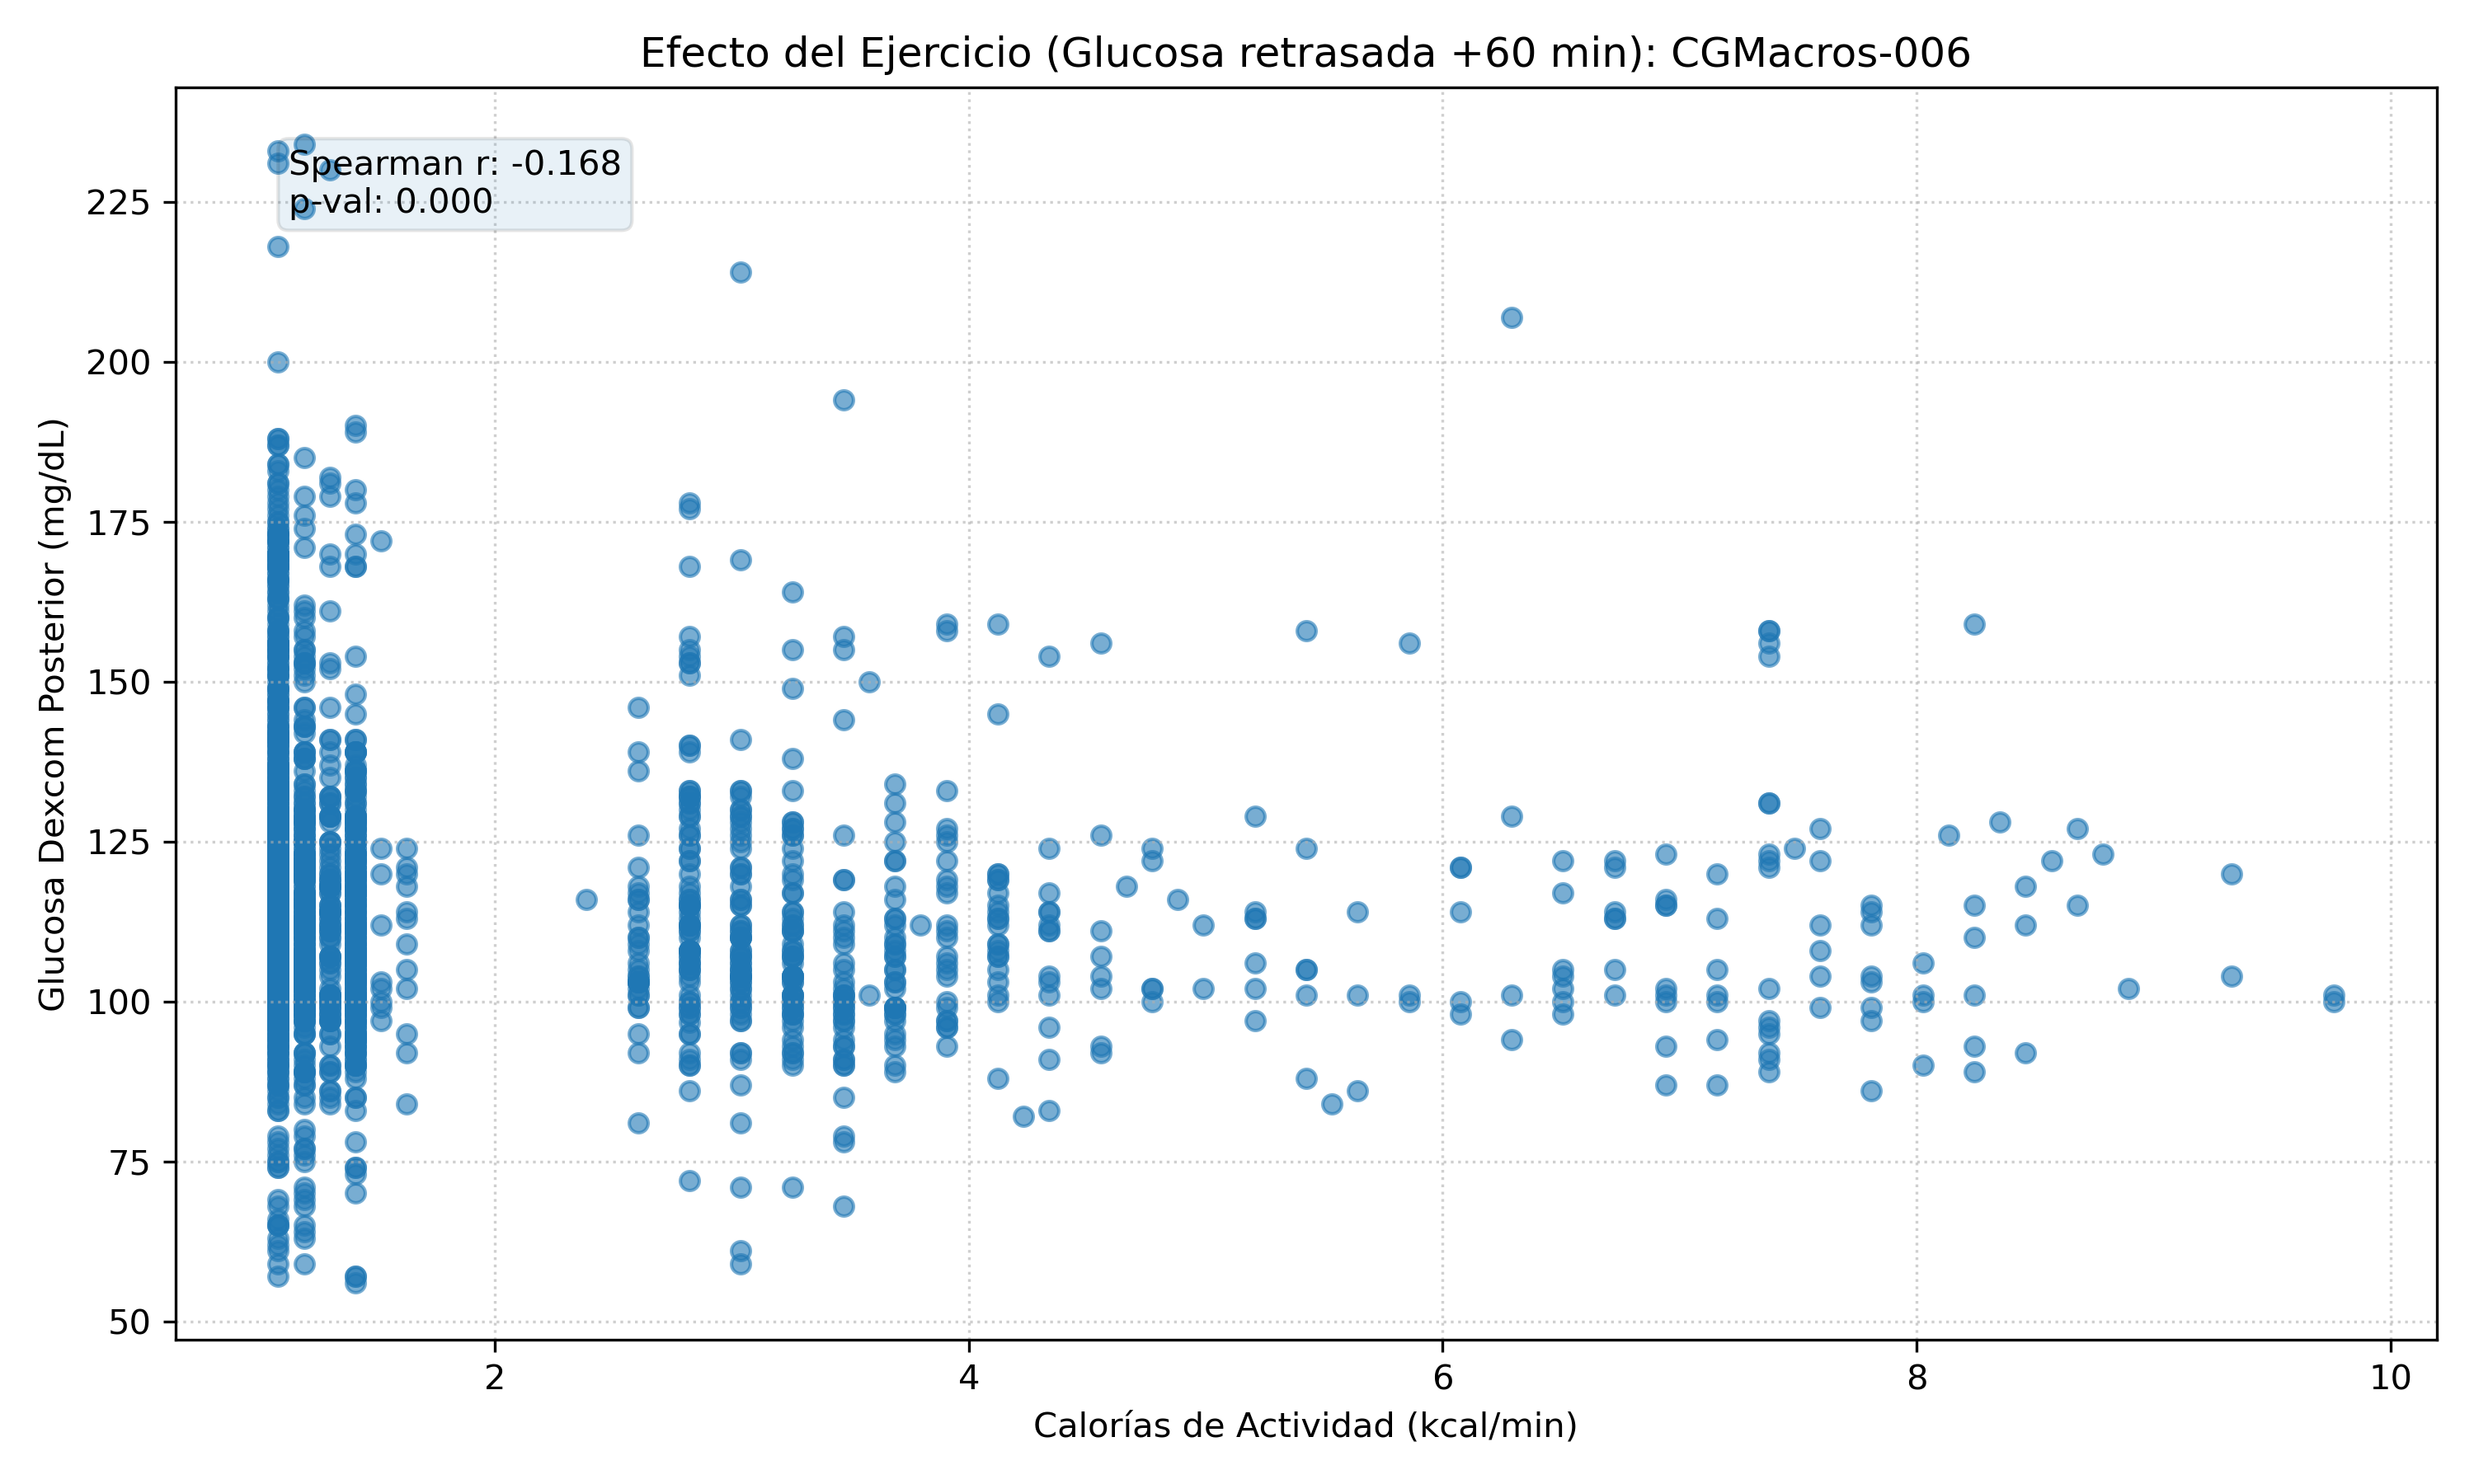 Efecto del Ejercicio (Glucosa retrasada +60 min): CGMacros-006
Spearman r: -0.168
p-val: 0.000
Glucosa Dexcom Posterior (mg/dL)
225
200
175
150
125
100
75
50
2 4 6 8 10
Calorías de Actividad (kcal/min)